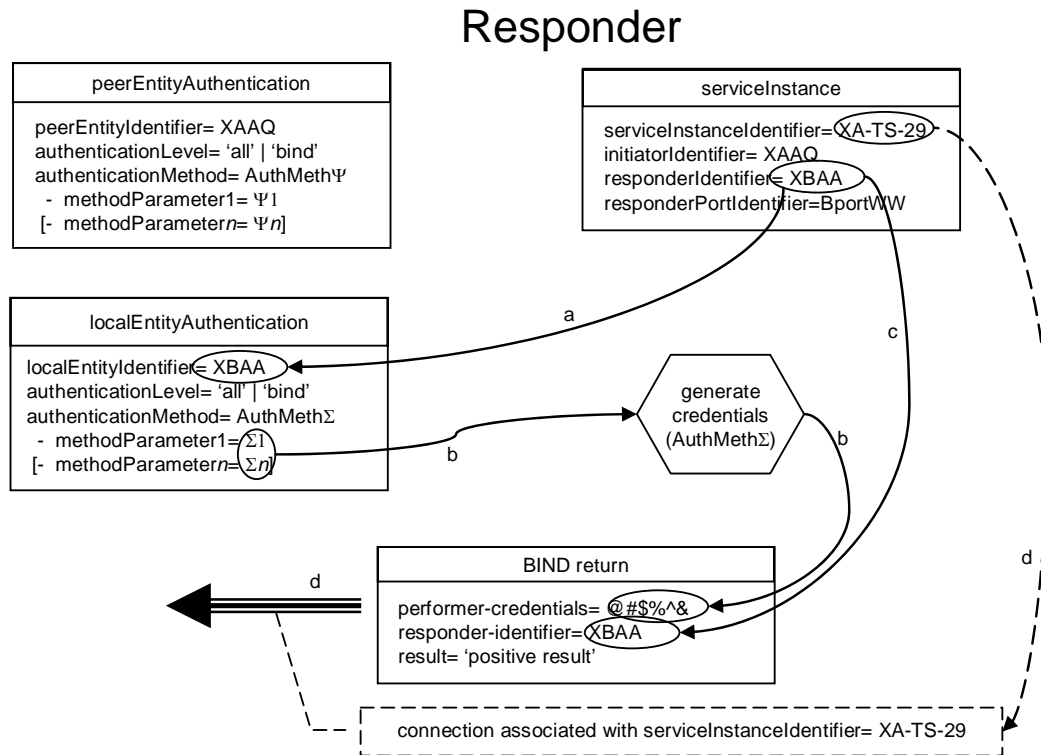 Responder
peerEntityAuthentication
peerEntityIdentifier= XAAQ
authenticationLevel= ‘all’ | ‘bind’
authenticationMethod= AuthMethΨ
- methodParameter1= Ψ1
[- methodParametern= Ψn]
serviceInstance
serviceInstanceIdentifier= XA-TS-29
initiatorIdentifier= XAAQ
responderIdentifier= XBAA
responderPortIdentifier=BportWW
a
c
localEntityAuthentication
localEntityIdentifier= XBAA
authenticationLevel= ‘all’ | ‘bind’
authenticationMethod= AuthMethΣ
- methodParameter1= Σ1
[- methodParametern= Σn]
b
generate
credentials
(AuthMethΣ)
b
d
d
BIND return
performer-credentials= @#$%^&
responder-identifier= XBAA
result= ‘positive result’
connection associated with serviceInstanceIdentifier= XA-TS-29